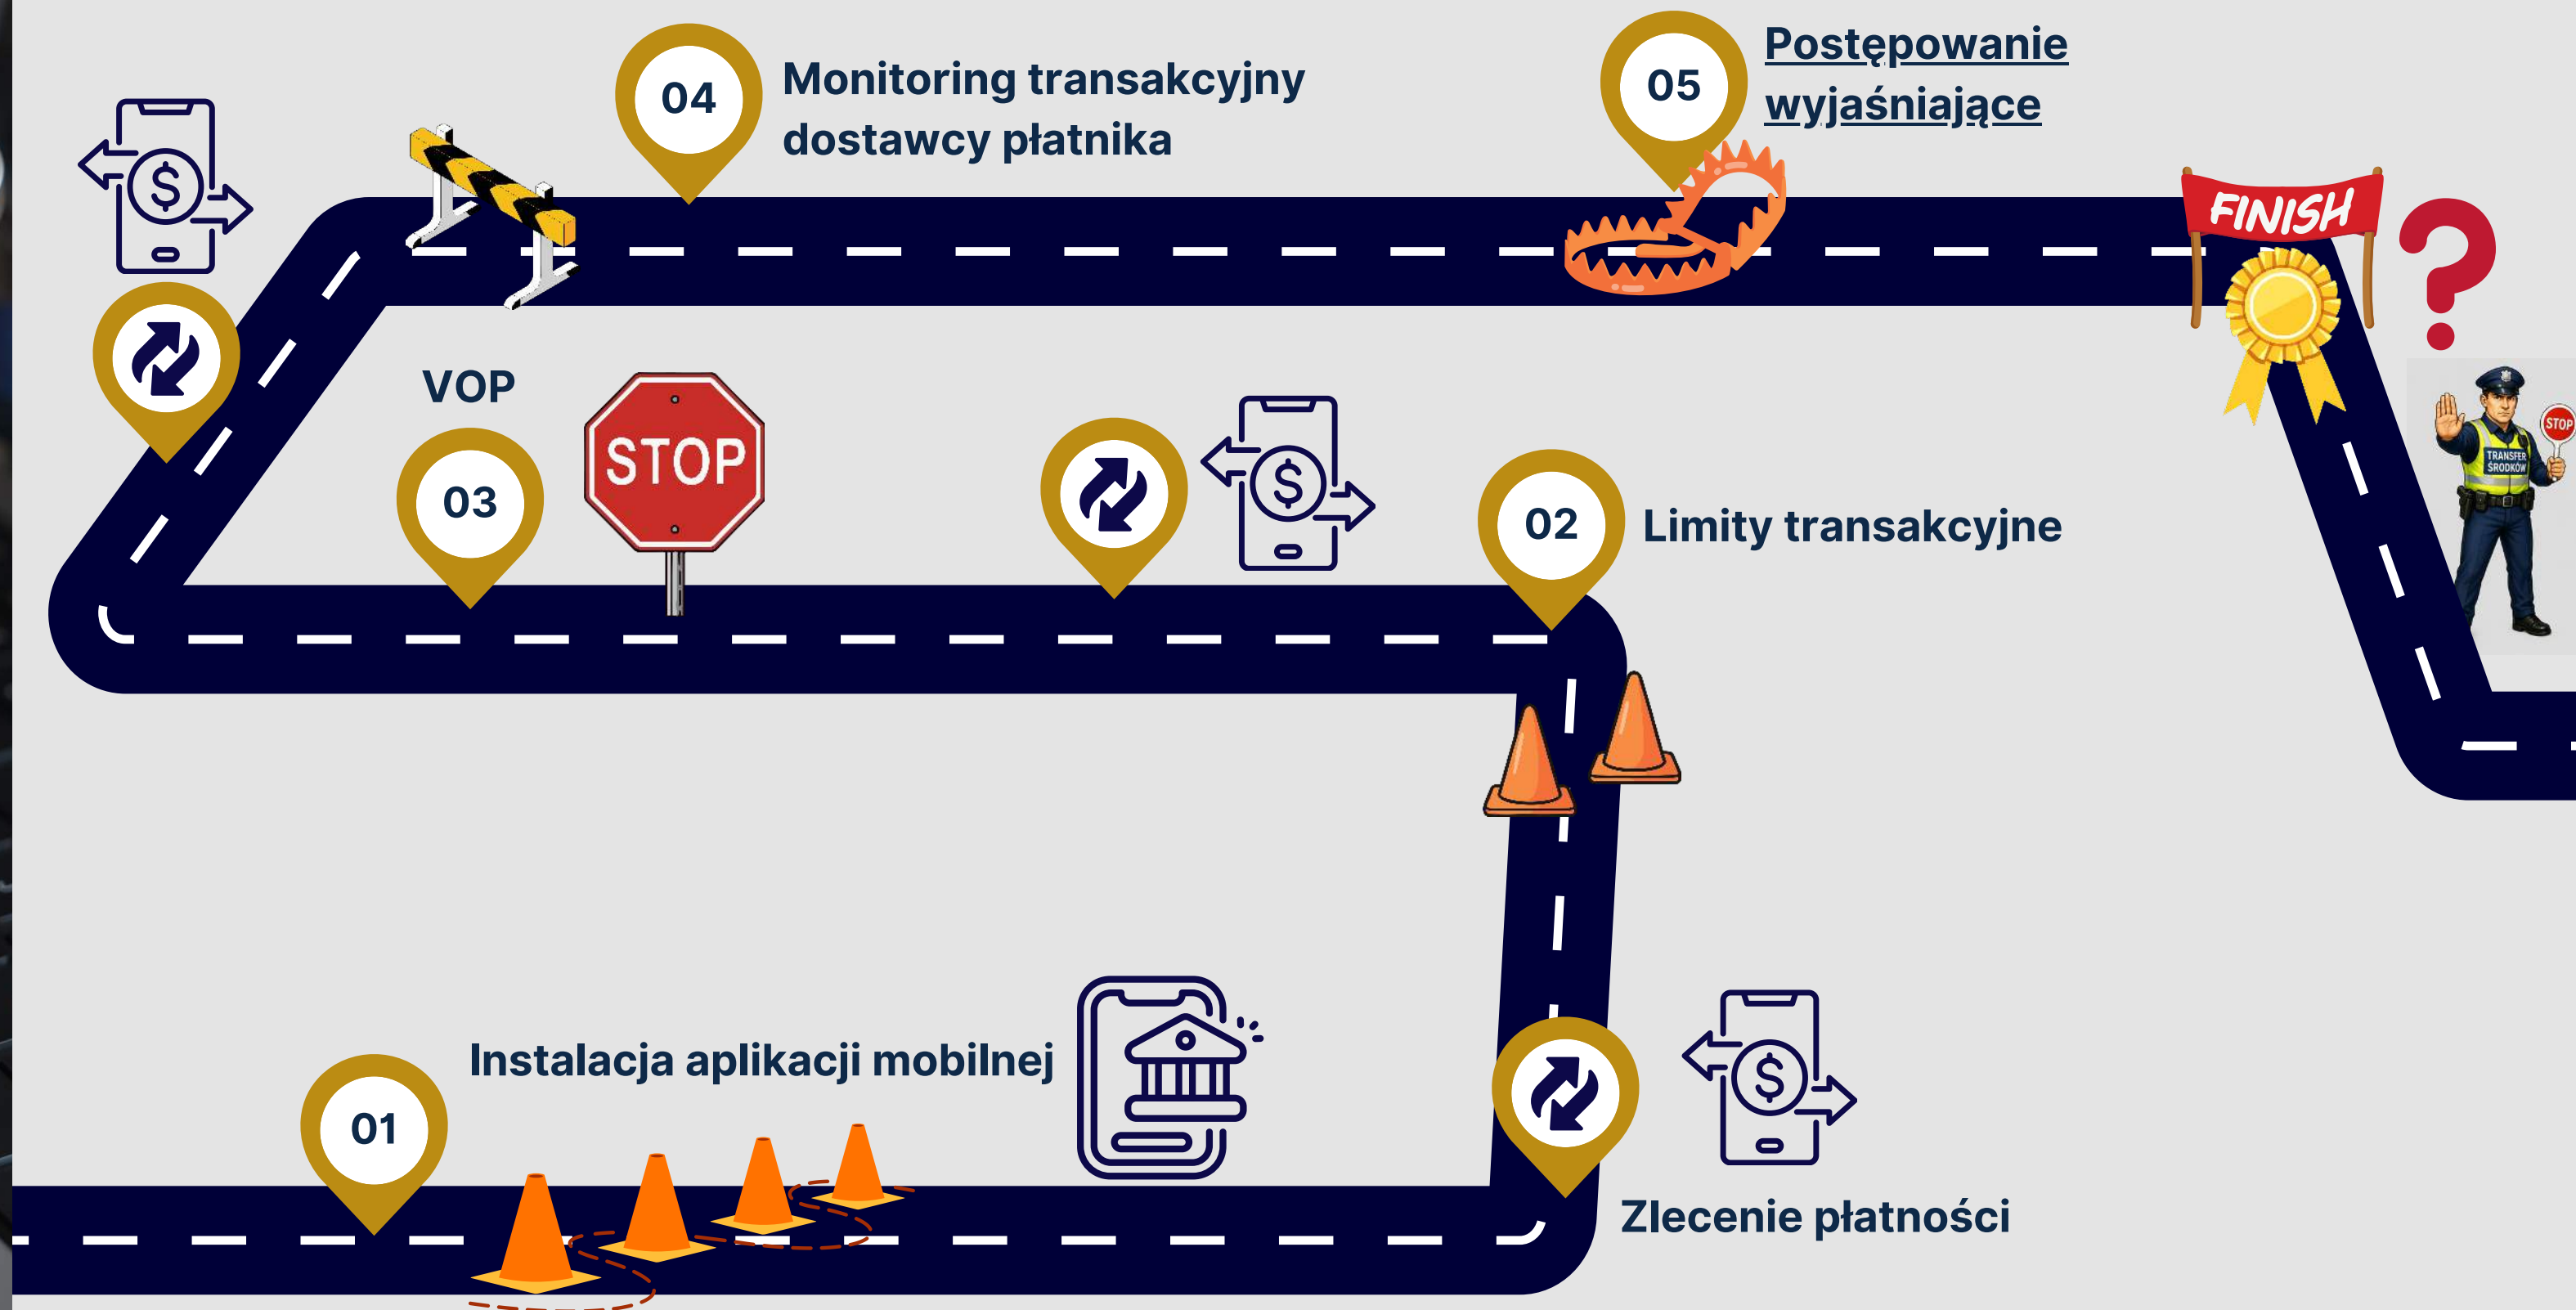 04
Monitoring transakcyjny
dostawcy płatnika
05
Postępowanie
wyjaśniające
$
FINISH
?
VOP
03
STOP
$
02
Limity transakcyjne
STOP
TRANSFER
ŚRODKÓW
01
Instalacja aplikacji mobilnej
$
Zlecenie płatności